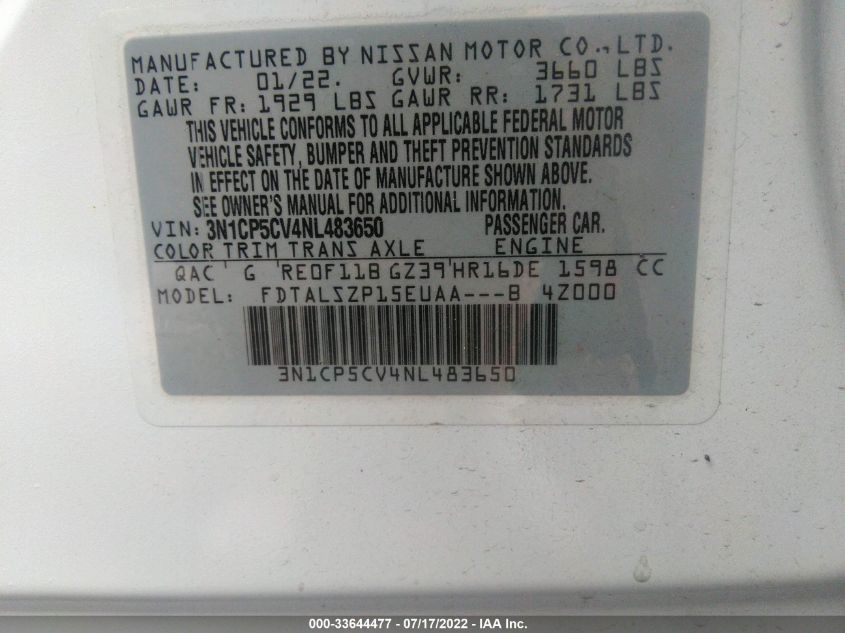 MANUFACTURED BY NISSAN MOTOR CO.,LTD.
DATE: 01/22. GVWR: 3660 LBS
GAWR FR: 1929 LBS GAWR RR: 1731 LBS
THIS VEHICLE CONFORMS TO ALL APPLICABLE FEDERAL MOTOR
VEHICLE SAFETY, BUMPER AND THEFT PREVENTION STANDARDS
IN EFFECT ON THE DATE OF MANUFACTURE SHOWN ABOVE.
SEE OWNER'S MANUAL FOR ADDITIONAL INFORMATION.
VIN: 3N1CP5CV4NL483650 PASSENGER CAR.
COLOR TRIM TRANS AXLE ENGINE
QAC G RE0F11B GZ39 HR16DE 1598 CC
MODEL: FDTALSZP15EUAA---B 4Z000
3N1CP5CV4NL483650
000-33644477 - 07/17/2022 - IAA Inc.